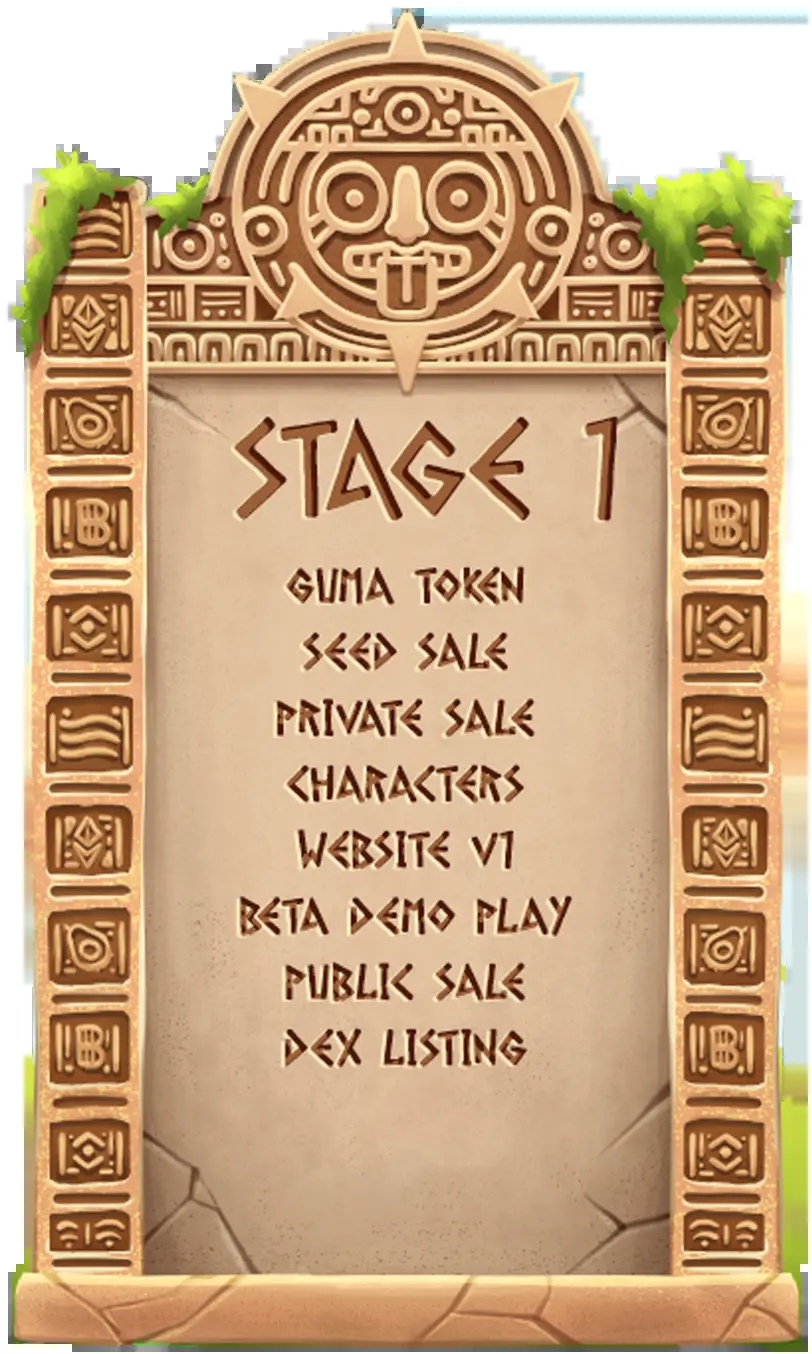 STAGE 1
GUMA TOKEN
SEED SALE
PRIVATE SALE
CHARACTERS
WEBSITE V1
BETA DEMO PLAY
PUBLIC SALE
DEX LISTING